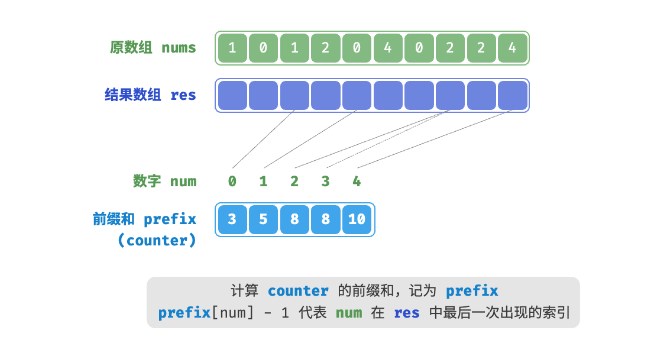 原数组 nums 1 0 1 2 0 4 0 2 2 4
结果数组 res
数字 num 0 1 2 3 4
前缀和 prefix 3 5 8 8 10
(counter)
计算 counter 的前缀和，记为 prefix
prefix[num] - 1 代表 num 在 res 中最后一次出现的索引